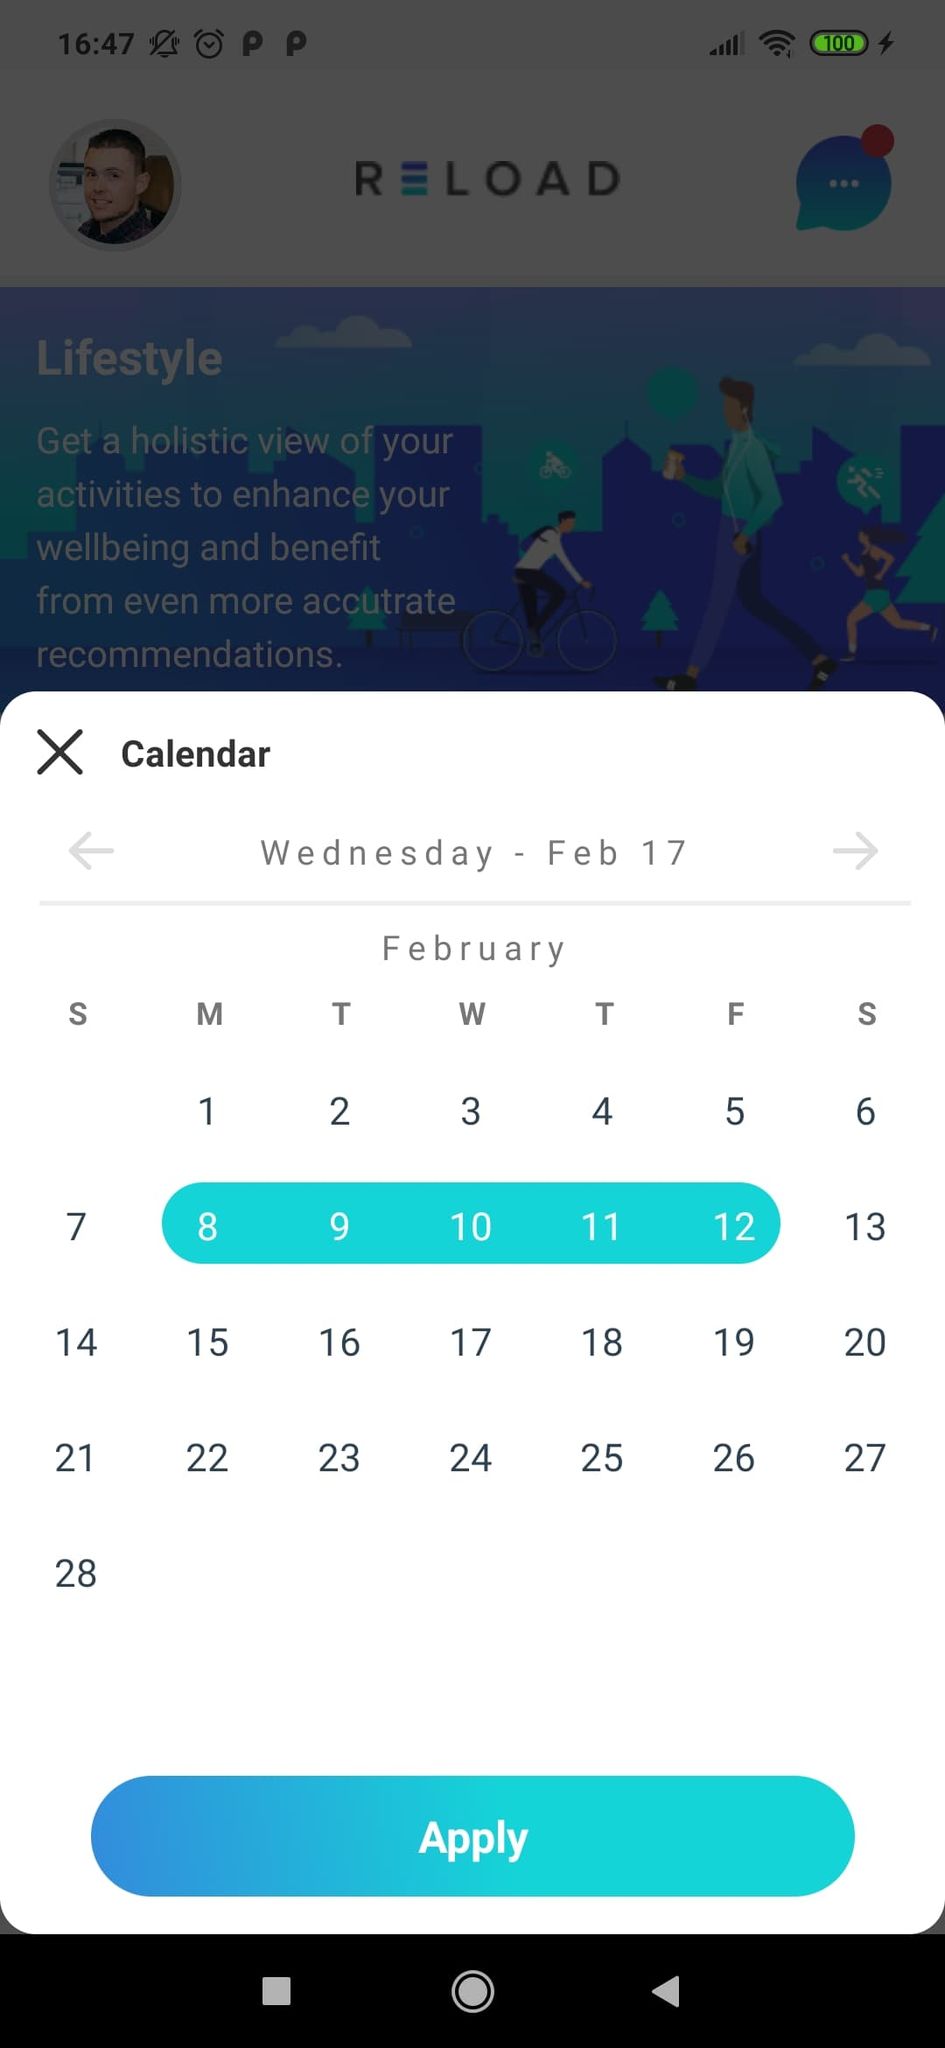 16:47
100
RELOAD
Lifestyle
Get a holistic view of your
activities to enhance your
wellbeing and benefit
from even more accutrate
recommendations.
Calendar
Wednesday - Feb 17
February
S M T W T F S
1 2 3 4 5 6
7 8 9 10 11 12 13
14 15 16 17 18 19 20
21 22 23 24 25 26 27
28
Apply